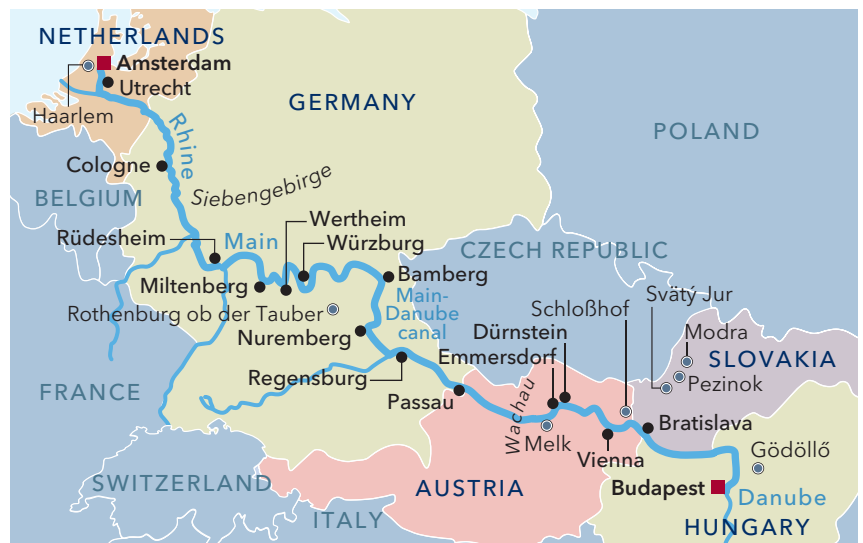 NETHERLANDS
Amsterdam
Utrecht
Haarlem
GERMANY
POLAND
Rhine
Cologne
Siebengebirge
BELGIUM
Wertheim
Rüdesheim
Main
Würzburg
CZECH REPUBLIC
Miltenberg
Bamberg
Svätý Jur
Main-
Danube
canal
Schloßhof
Rothenburg ob der Tauber
Modra
Nuremberg
Dürnstein
Emmersdorf
SLOVAKIA
Regensburg
Pezinok
FRANCE
Passau
Wachau
Melk
Bratislava
Vienna
Gödöllő
SWITZERLAND
AUSTRIA
Budapest
Danube
ITALY
HUNGARY